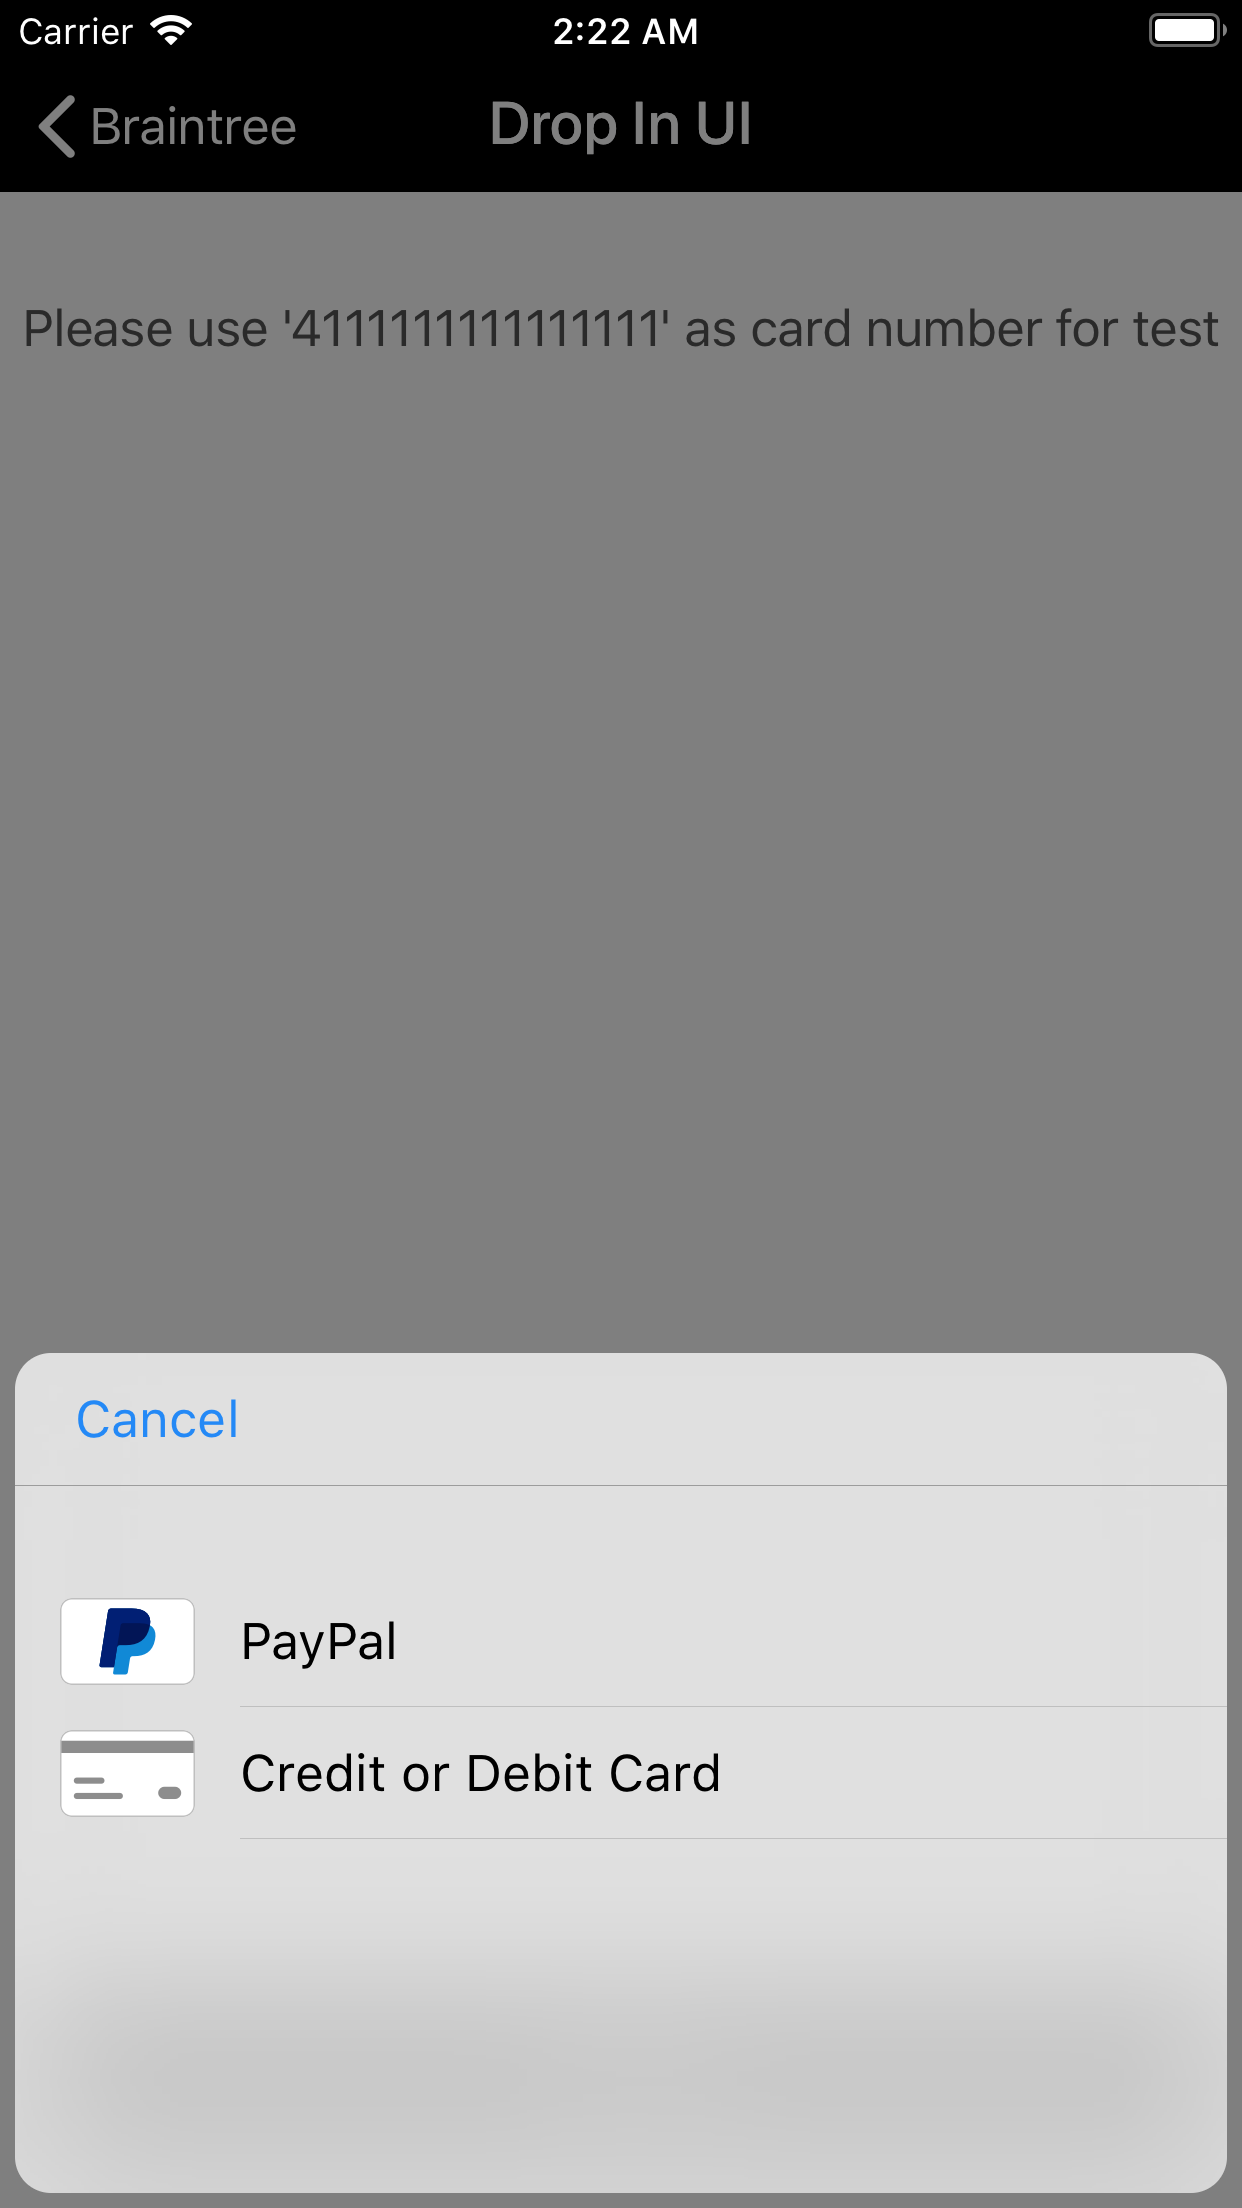 Carrier
2:22 AM
Braintree
Drop In UI
Please use '4111111111111111' as card number for test
Cancel
PayPal
Credit or Debit Card